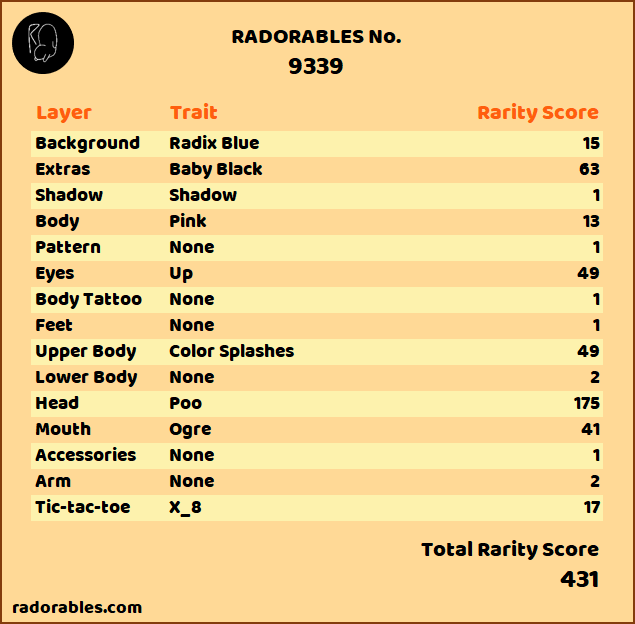 RADORABLES No.
9339
Layer Trait Rarity Score
Background Radix Blue 15
Extras Baby Black 63
Shadow Shadow 1
Body Pink 13
Pattern None 1
Eyes Up 49
Body Tattoo None 1
Feet None 1
Upper Body Color Splashes 49
Lower Body None 2
Head Poo 175
Mouth Ogre 41
Accessories None 1
Arm None 2
Tic-tac-toe X_8 17
Total Rarity Score
431
radorables.com